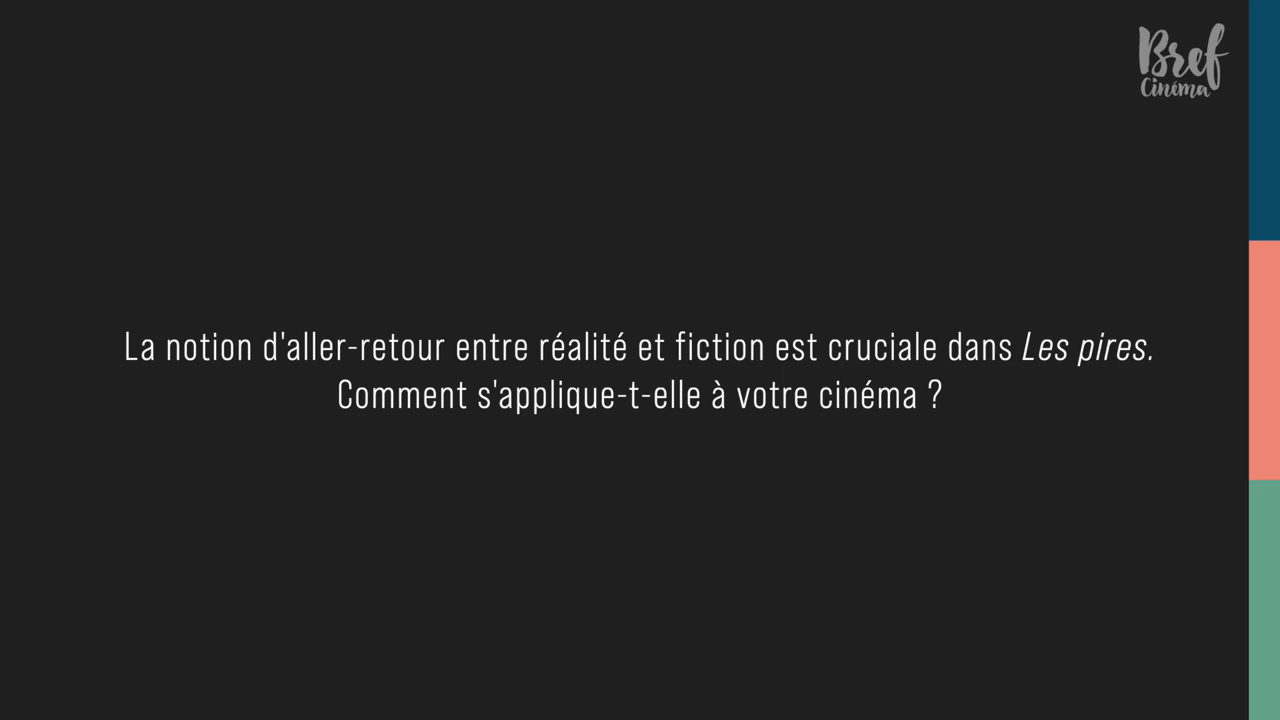 Bref
Cinéma
La notion d'aller-retour entre réalité et fiction est cruciale dans Les pires.
Comment s'applique-t-elle à votre cinéma ?